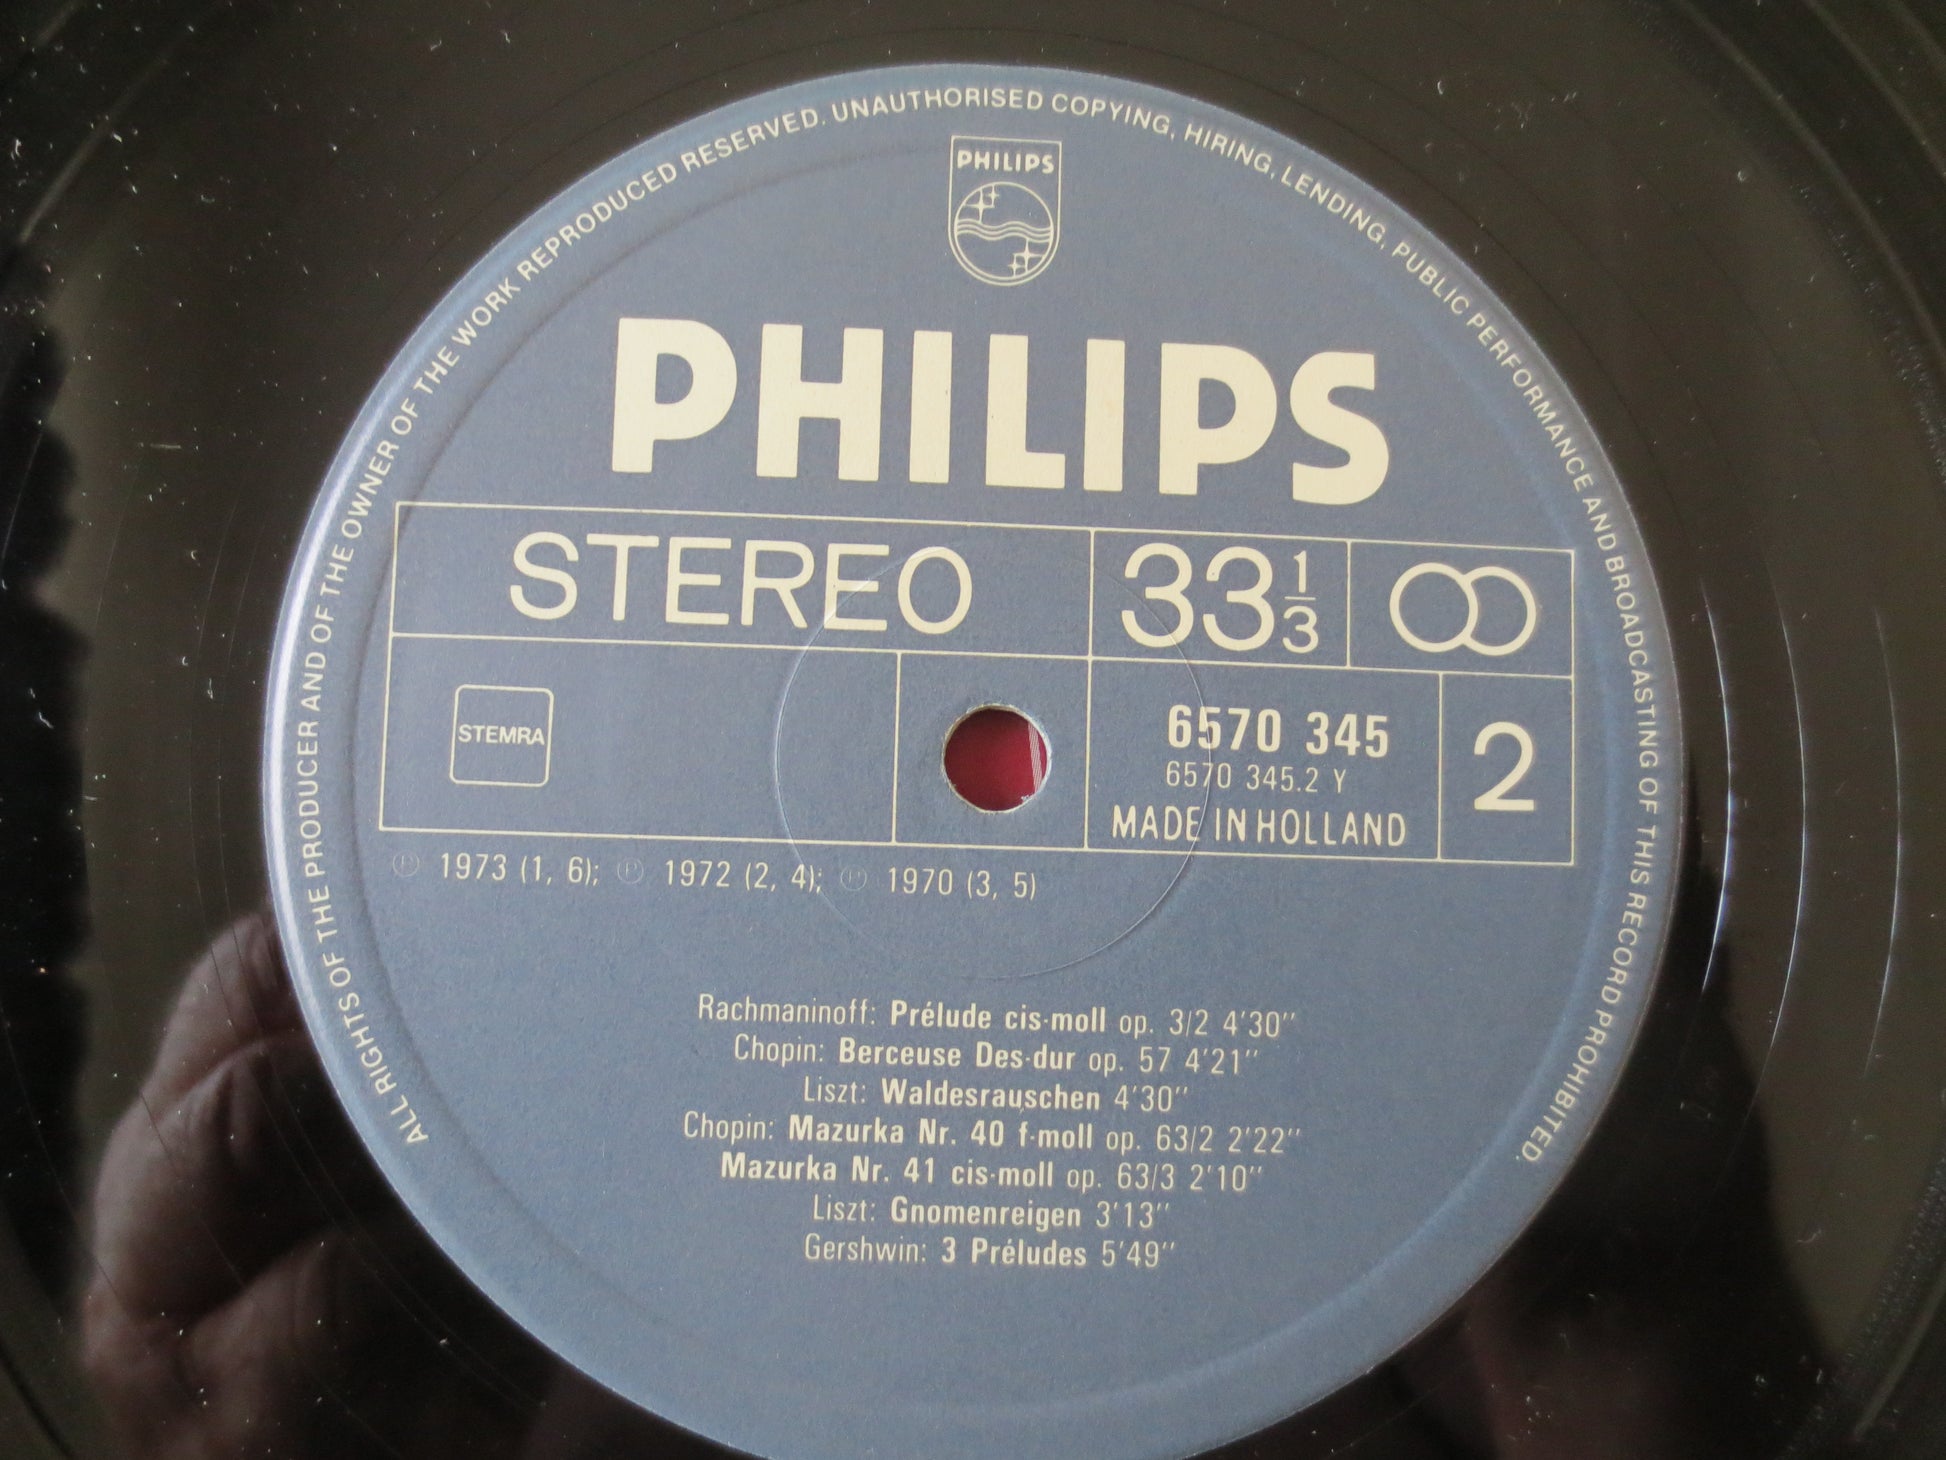 ALL RIGHTS OF THE PRODUCER AND OF THE OWNER OF THE WORK REPRODUCED RESERVED. UNAUTHORISED COPYING, HIRING, LENDING, PUBLIC PERFORMANCE AND BROADCASTING OF THIS RECORD PROHIBITED.
PHILIPS
PHILIPS
STEREO 33 1/3
STEMRA
6570 345
6570 345.2 Y
MADE IN HOLLAND
2
Ⓟ 1973 (1, 6); Ⓟ 1972 (2, 4); Ⓟ 1970 (3, 5)
Rachmaninoff: Prélude cis-moll op. 3/2 4'30''
Chopin: Berceuse Des-dur op. 57 4'21''
Liszt: Waldesrauschen 4'30''
Chopin: Mazurka Nr. 40 f-moll op. 63/2 2'22''
Mazurka Nr. 41 cis-moll op. 63/3 2'10''
Liszt: Gnomenreigen 3'13''
Gershwin: 3 Préludes 5'49''